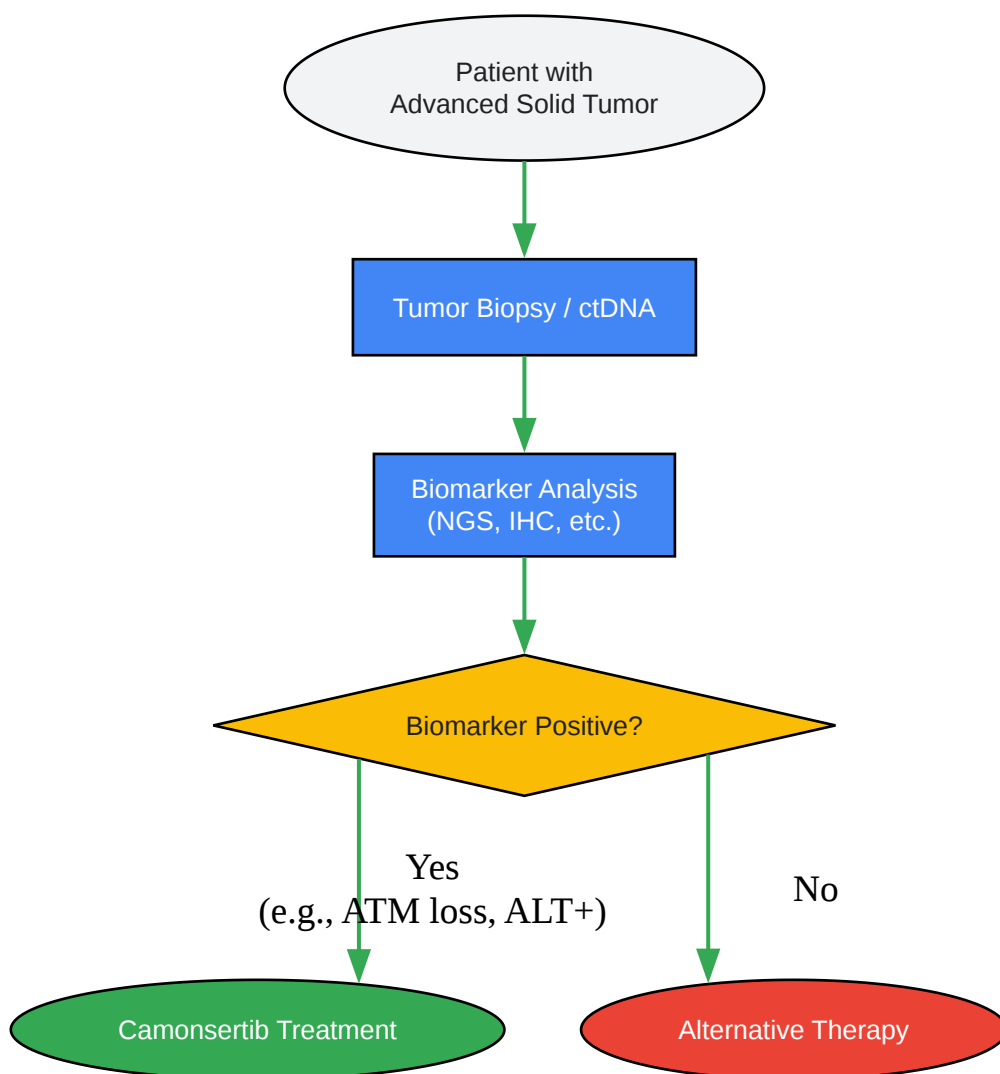 Patient with
Advanced Solid Tumor
Tumor Biopsy / ctDNA
Biomarker Analysis
(NGS, IHC, etc.)
Biomarker Positive?
Yes
(e.g., ATM loss, ALT+)
No
Camonsertib Treatment
Alternative Therapy